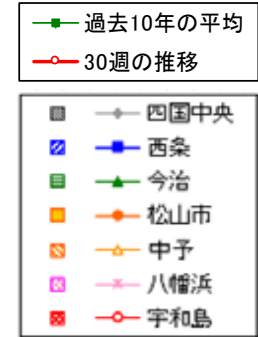 過去10年の平均
30週の推移
四国中央
西条
今治
松山市
中予
八幡浜
宇和島